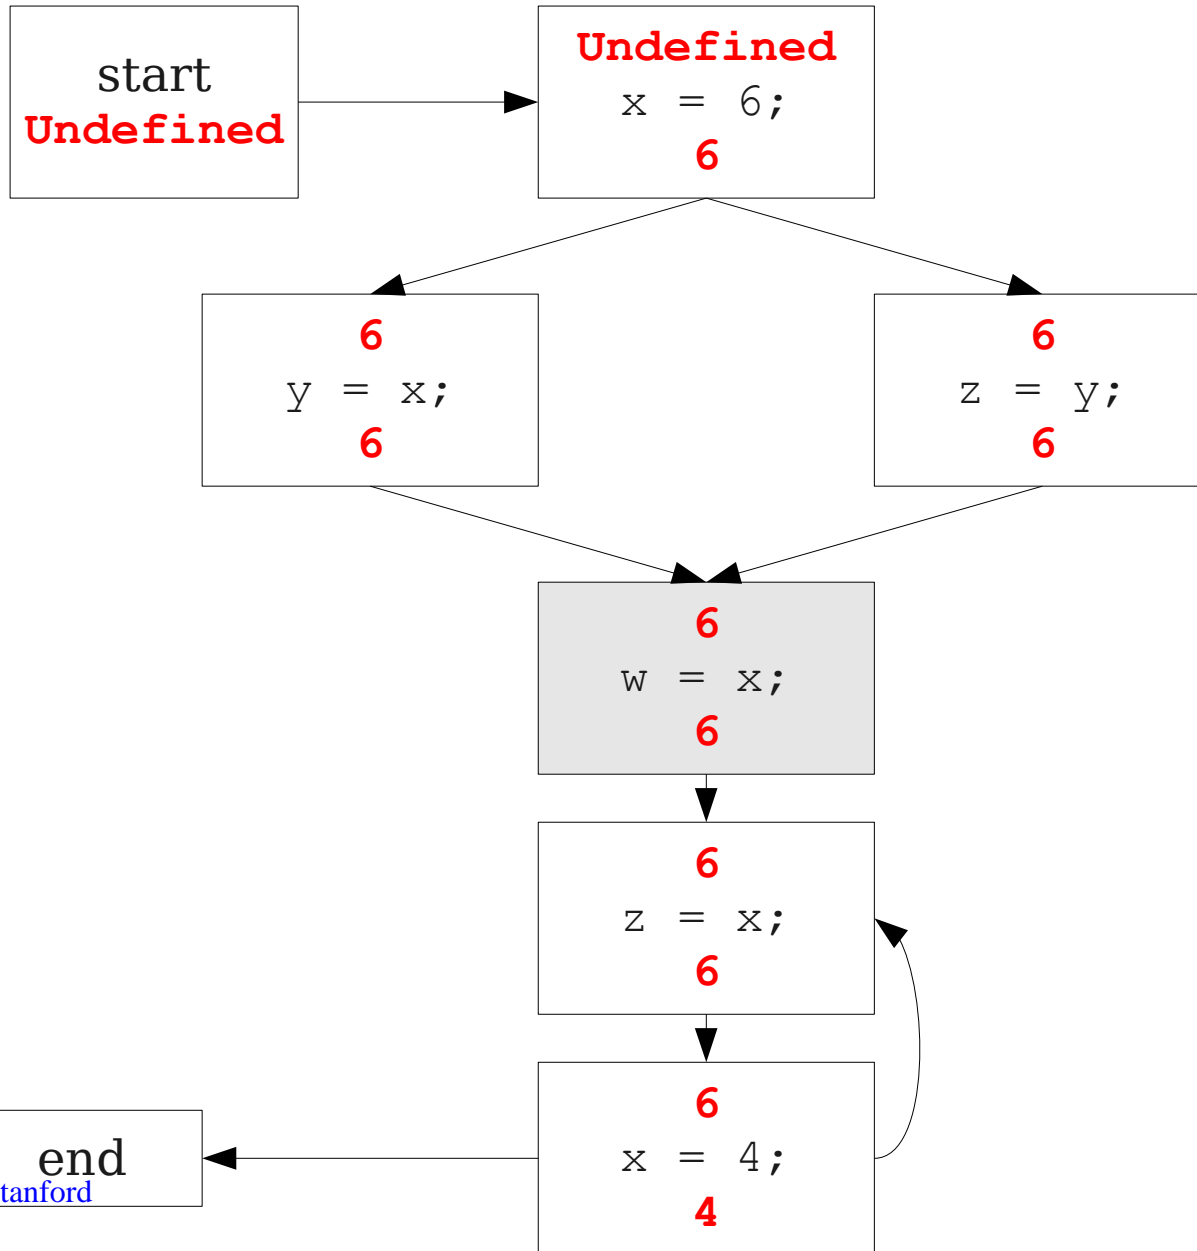 start
Undefined
Undefined
x = 6;
6
6
y = x;
6
6
z = y;
6
6
w = x;
6
6
z = x;
6
6
x = 4;
4
end
tanford